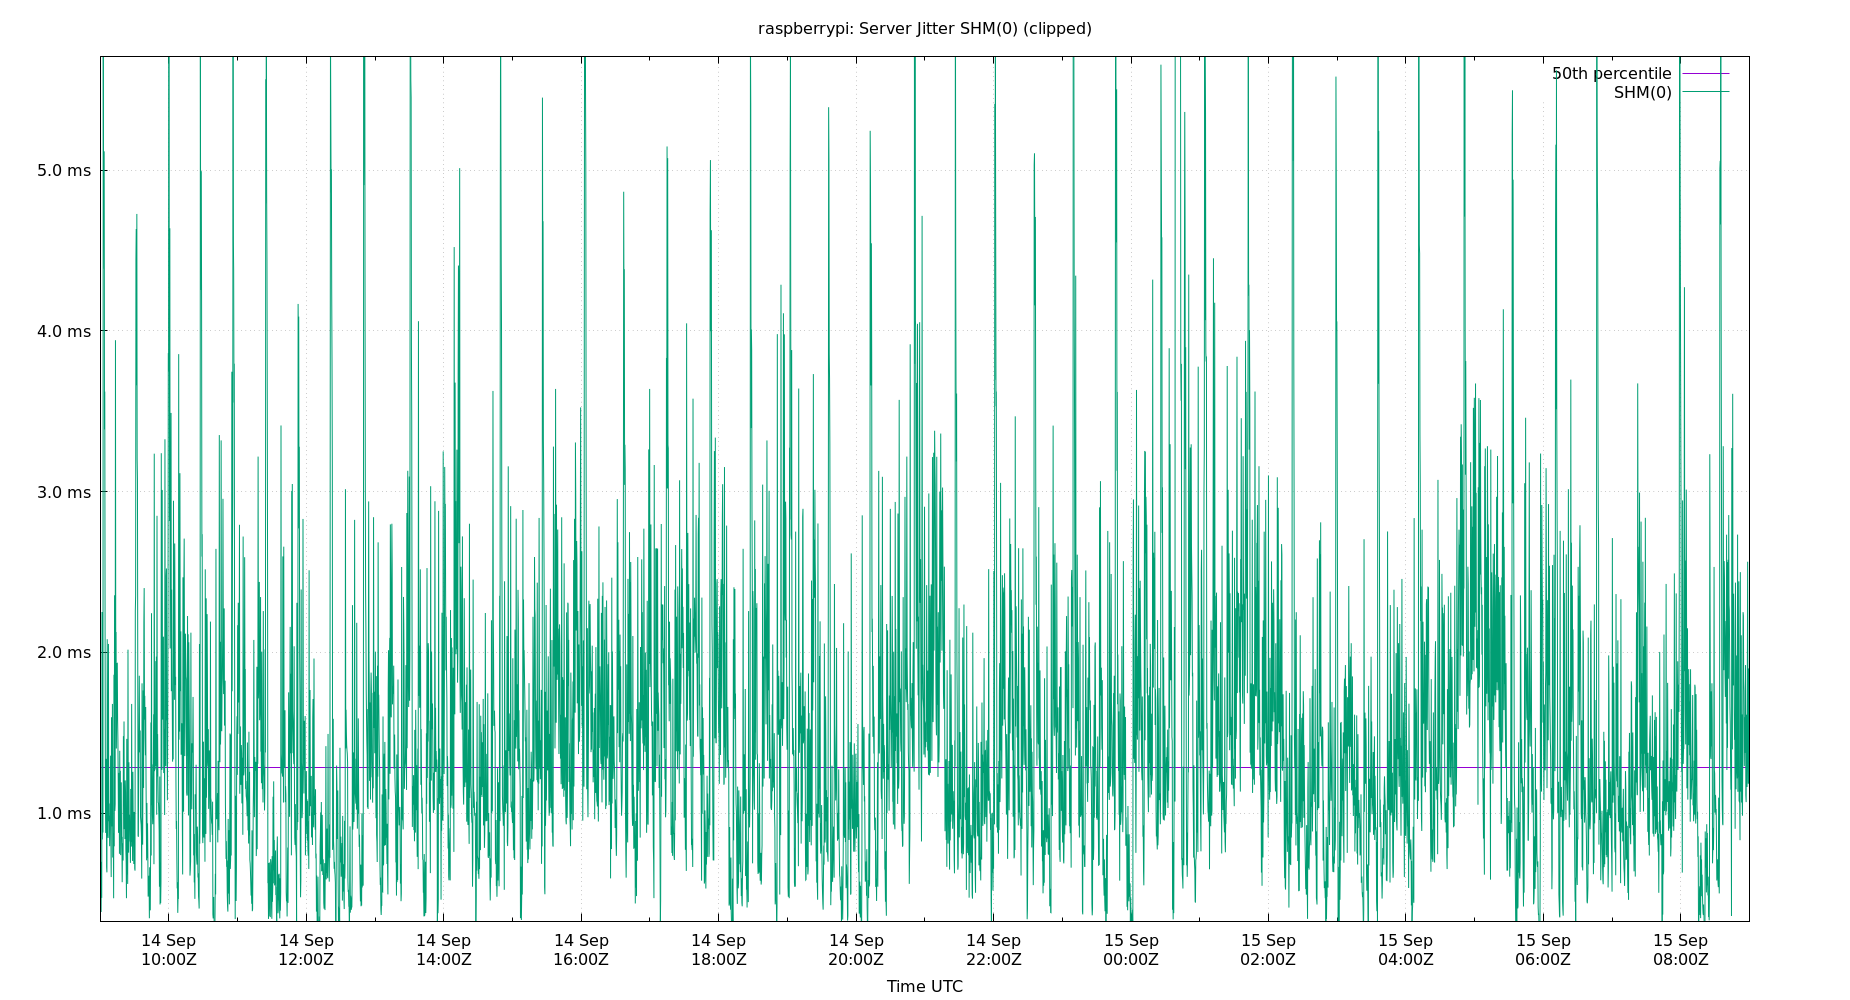 raspberrypi: Server Jitter SHM(0) (clipped)
50th percentile
SHM(0)
5.0 ms
4.0 ms
3.0 ms
2.0 ms
1.0 ms
14 Sep 14 Sep 14 Sep 14 Sep 14 Sep 14 Sep 14 Sep 15 Sep 15 Sep 15 Sep 15 Sep 15 Sep
10:00Z 12:00Z 14:00Z 16:00Z 18:00Z 20:00Z 22:00Z 00:00Z 02:00Z 04:00Z 06:00Z 08:00Z
Time UTC